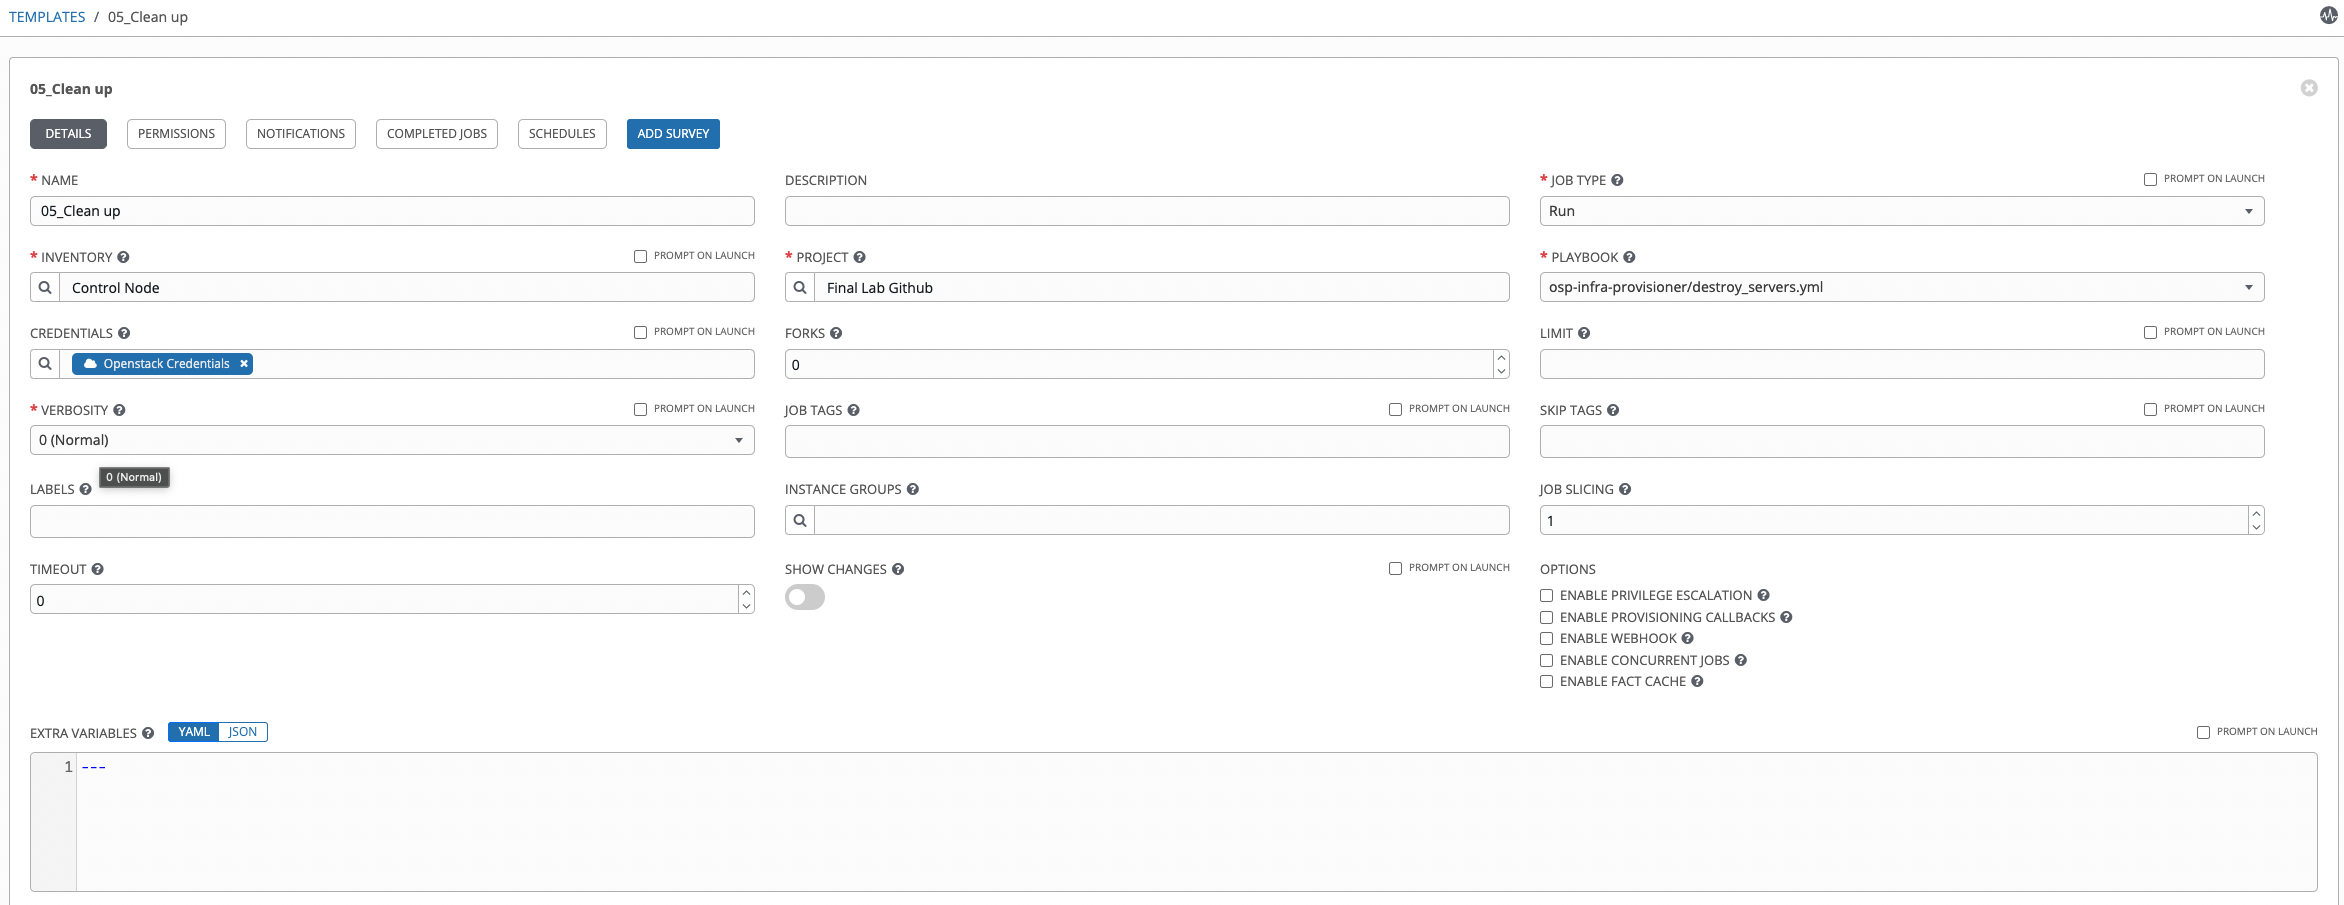 TEMPLATES / 05_Clean up
05_Clean up
DETAILS PERMISSIONS NOTIFICATIONS COMPLETED JOBS SCHEDULES ADD SURVEY
* NAME DESCRIPTION * JOB TYPE PROMPT ON LAUNCH
05_Clean up Run
* INVENTORY PROMPT ON LAUNCH * PROJECT * PLAYBOOK
Control Node Final Lab Github osp-infra-provisioner/destroy_servers.yml
CREDENTIALS PROMPT ON LAUNCH FORKS LIMIT PROMPT ON LAUNCH
Openstack Credentials 0
* VERBOSITY PROMPT ON LAUNCH JOB TAGS PROMPT ON LAUNCH SKIP TAGS PROMPT ON LAUNCH
0 (Normal)
0 (Normal)
LABELS INSTANCE GROUPS JOB SLICING
1
TIMEOUT SHOW CHANGES PROMPT ON LAUNCH OPTIONS
0
ENABLE PRIVILEGE ESCALATION
ENABLE PROVISIONING CALLBACKS
ENABLE WEBHOOK
ENABLE CONCURRENT JOBS
ENABLE FACT CACHE
EXTRA VARIABLES YAML JSON PROMPT ON LAUNCH
1 ---